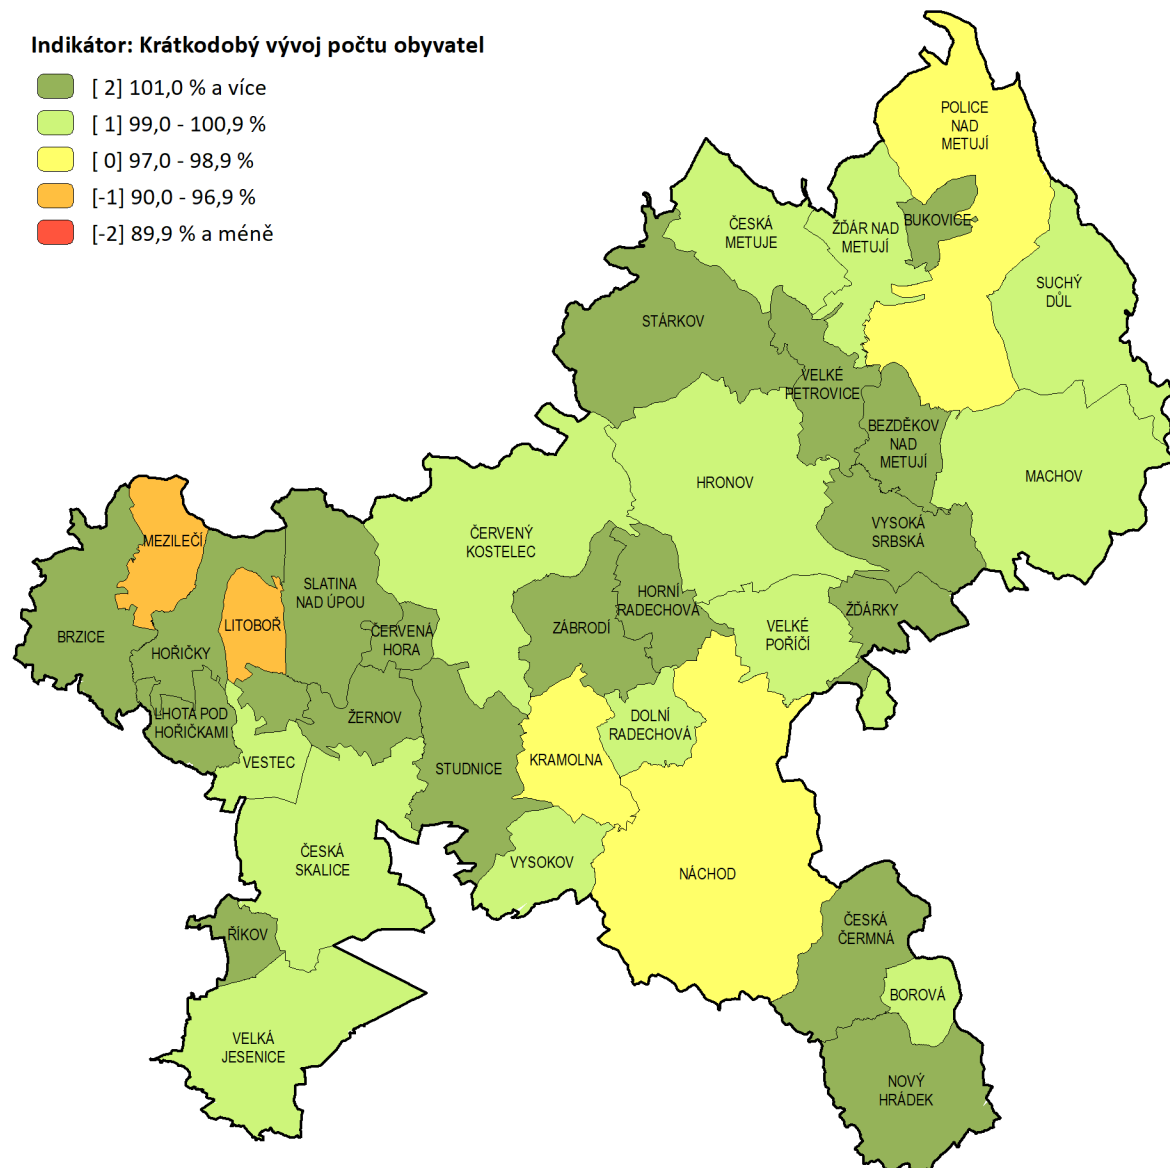 Indikátor: Krátkodobý vývoj počtu obyvatel
[ 2] 101,0 % a více
[ 1] 99,0 - 100,9 %
[ 0] 97,0 - 98,9 %
[-1] 90,0 - 96,9 %
[-2] 89,9 % a méně
POLICE
NAD
METUJÍ
ČESKÁ
METUJE
ŽĎÁR NAD
METUJÍ
BUKOVICE
SUCHÝ
DŮL
STÁRKOV
VELKÉ
PETROVICE
BEZDĚKOV
NAD
METUJÍ
MACHOV
HRONOV
VYSOKÁ
SRBSKÁ
ČERVENÝ
KOSTELEC
MEZILEČÍ
SLATINA
NAD ÚPOU
HORNÍ
RADECHOVÁ
ŽĎÁRKY
BRZICE
LITOBOŘ
ČERVENÁ
HORA
ZÁBRODÍ
VELKÉ
POŘÍČÍ
HOŘIČKY
LHOTA POD
HOŘIČKAMI
ŽERNOV
DOLNÍ
RADECHOVÁ
VESTEC
STUDNICE
KRAMOLNA
ČESKÁ
SKALICE
VYSOKOV
NÁCHOD
ŘÍKOV
ČESKÁ
ČERMNÁ
BOROVÁ
VELKÁ
JESENICE
NOVÝ
HRÁDEK